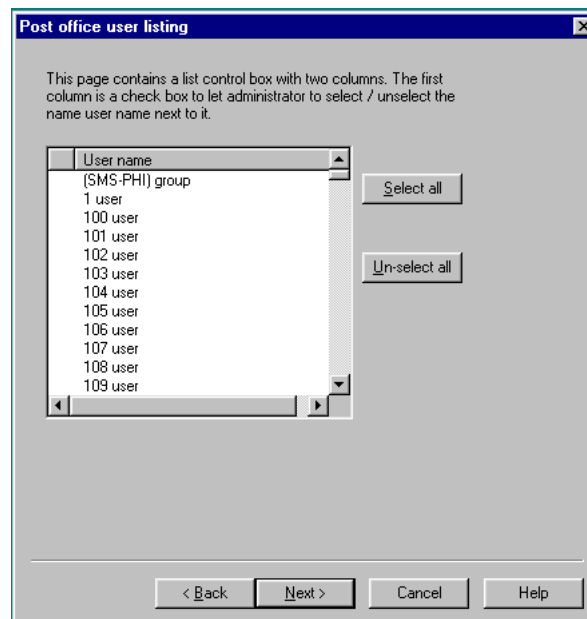 Post office user listing
This page contains a list control box with two columns. The first
column is a check box to let administrator to select / unselect the
name user name next to it.
User name
(SMS-PHI) group
1 user
100 user
101 user
102 user
103 user
104 user
105 user
106 user
107 user
108 user
109 user
Select all
Un-select all
< Back Next > Cancel Help